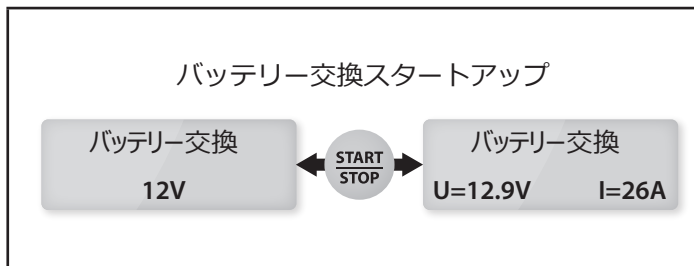 バッテリー交換スタートアップ
バッテリー交換
12V
START
STOP
バッテリー交換
U=12.9V I=26A